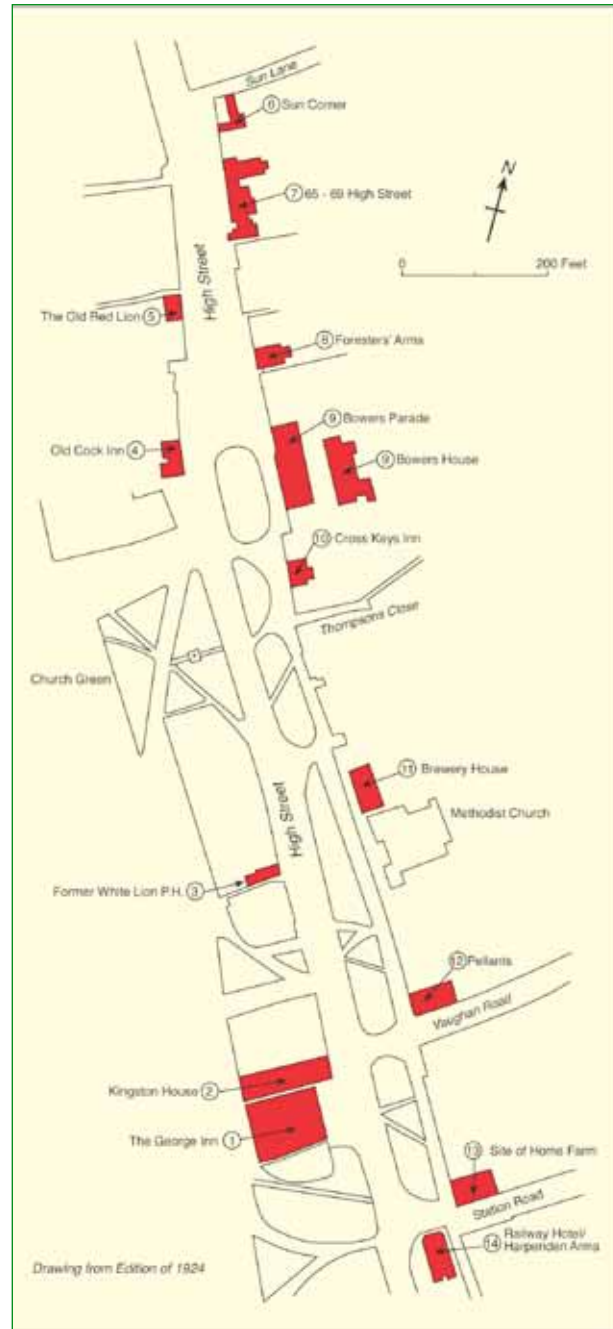 Sun Lane
6 Sun Corner
N
7 65 - 69 High Street
0 200 Feet
High Street
The Old Red Lion 5
8 Foresters' Arms
9 Bowers Parade
Old Cock Inn 4
9 Bowers House
10 Cross Keys Inn
Thompsons Close
Church Green
11 Brewery House
High Street
Methodist Church
Former White Lion P.H. 3
12 Pellants
Vaughan Road
Kingston House 2
The George Inn 1
13 Site of Home Farm
Station Road
14 Railway Hotel/
Harpenden Arms
Drawing from Edition of 1924